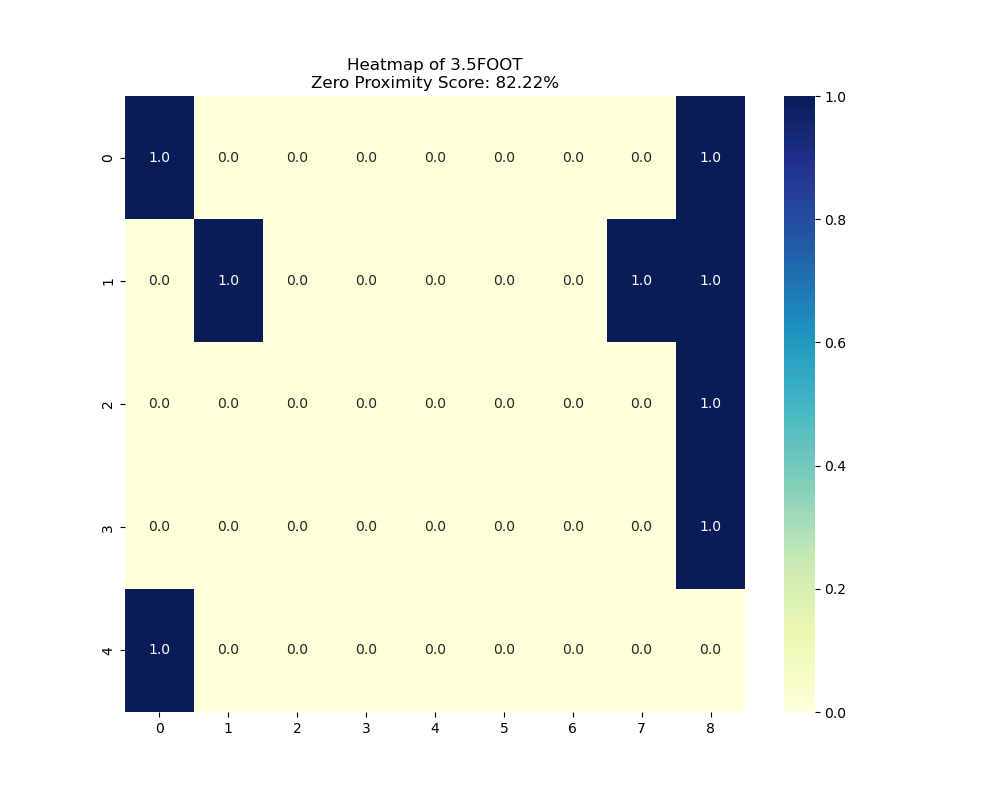 Heatmap of 3.5FOOT
Zero Proximity Score: 82.22%
0 1.0 0.0 0.0 0.0 0.0 0.0 0.0 0.0 1.0
1 0.0 1.0 0.0 0.0 0.0 0.0 0.0 1.0 1.0
2 0.0 0.0 0.0 0.0 0.0 0.0 0.0 0.0 1.0
3 0.0 0.0 0.0 0.0 0.0 0.0 0.0 0.0 1.0
4 1.0 0.0 0.0 0.0 0.0 0.0 0.0 0.0 0.0
0 1 2 3 4 5 6 7 8
1.0
0.8
0.6
0.4
0.2
0.0